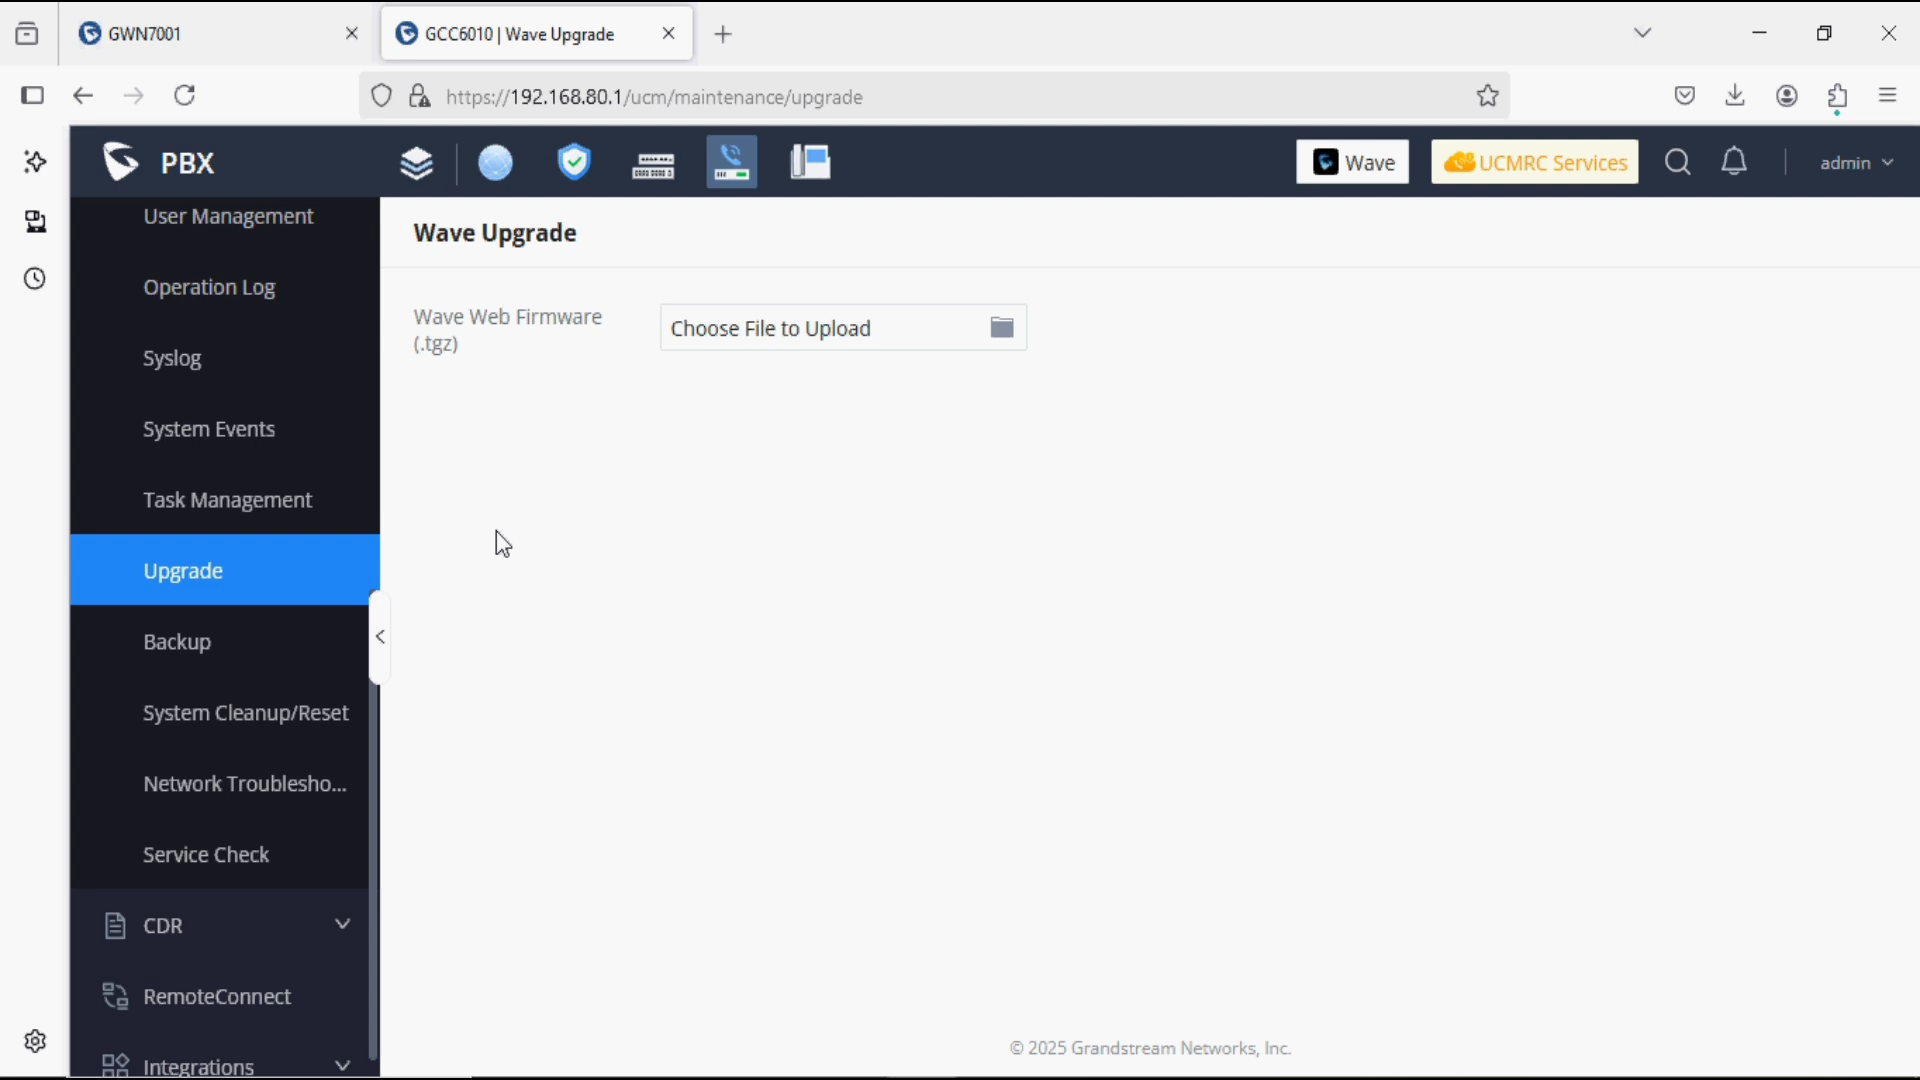 GWN7001
GCC6010 | Wave Upgrade
https://192.168.80.1/ucm/maintenance/upgrade
PBX
Wave
UCMRC Services
admin
User Management
Operation Log
Syslog
System Events
Task Management
Upgrade
Backup
System Cleanup/Reset
Network Troublesho...
Service Check
CDR
RemoteConnect
Integrations
Wave Upgrade
Wave Web Firmware
(.tgz)
Choose File to Upload
© 2025 Grandstream Networks, Inc.